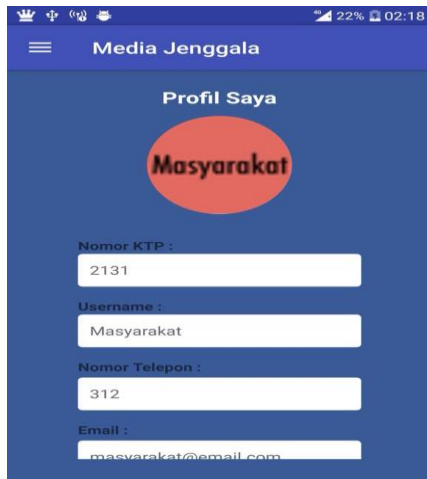 22% 02:18
Media Jenggala
Profil Saya
Masyarakat
Nomor KTP :
2131
Username :
Masyarakat
Nomor Telepon :
312
Email :
masyarakat@email.com